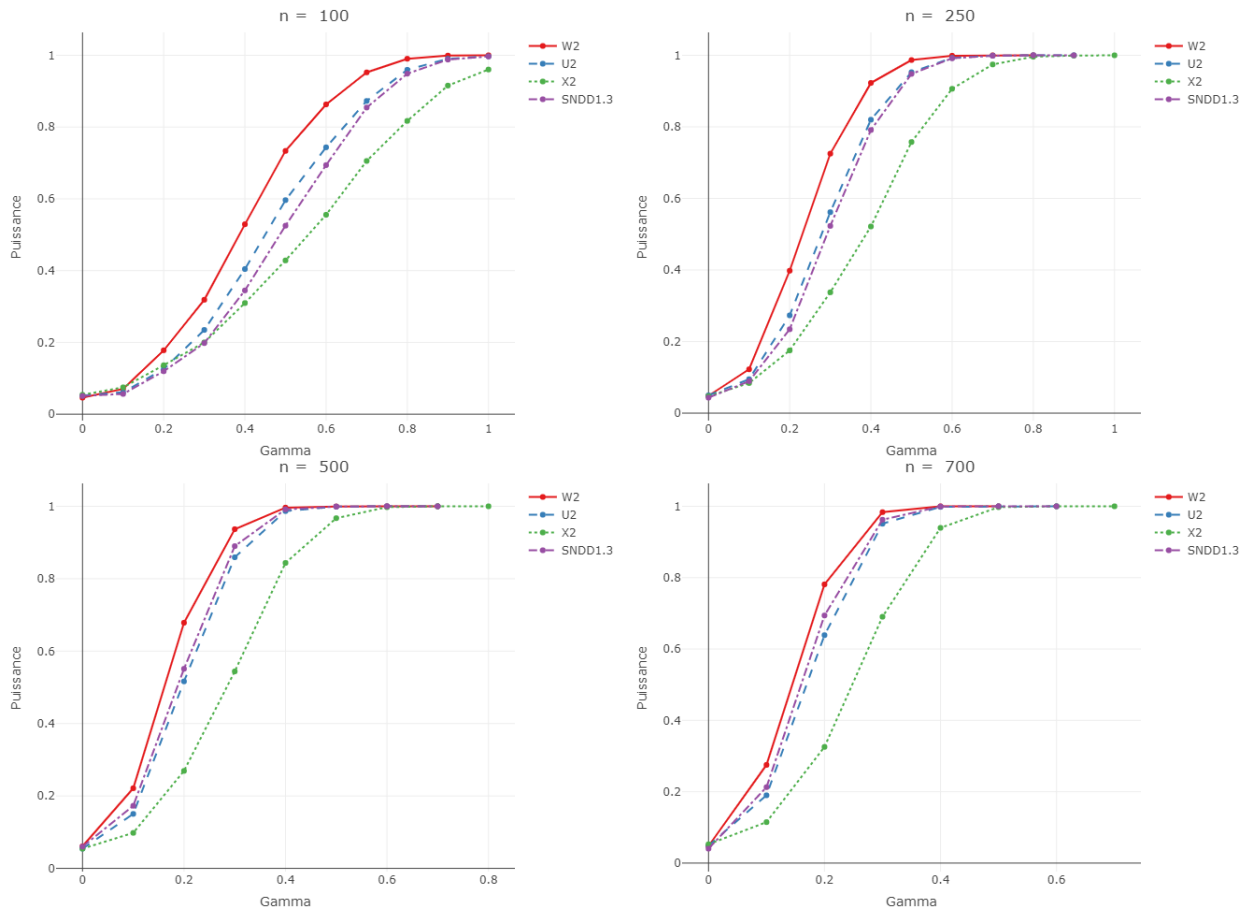 n = 100
W2
U2
X2
SNDD1.3
1
0.8
0.6
0.4
0.2
0
Puissance
0 0.2 0.4 0.6 0.8 1
Gamma
n = 250
W2
U2
X2
SNDD1.3
1
0.8
0.6
0.4
0.2
0
Puissance
0 0.2 0.4 0.6 0.8 1
Gamma
n = 500
W2
U2
X2
SNDD1.3
1
0.8
0.6
0.4
0.2
0
Puissance
0 0.2 0.4 0.6 0.8
Gamma
n = 700
W2
U2
X2
SNDD1.3
1
0.8
0.6
0.4
0.2
0
Puissance
0 0.2 0.4 0.6
Gamma